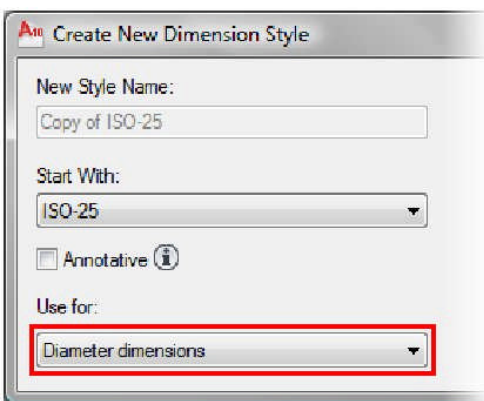 A10 Create New Dimension Style
New Style Name:
Copy of ISO-25
Start With:
ISO-25
Annotative
Use for:
Diameter dimensions